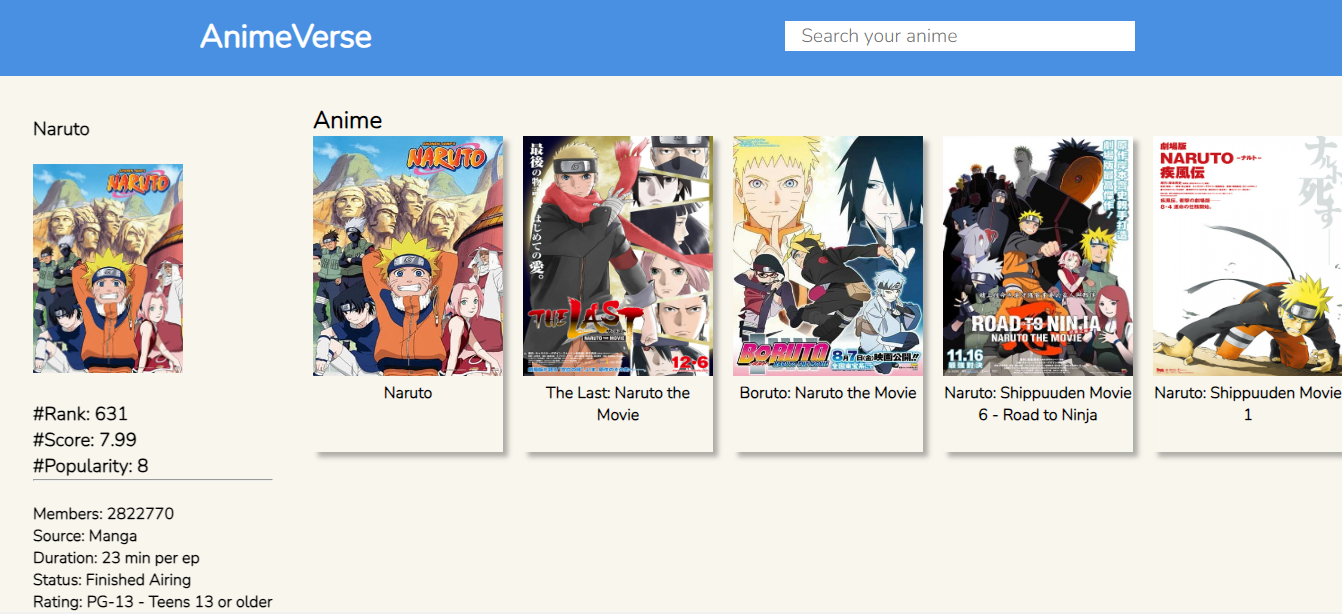 AnimeVerse
Search your anime
Naruto
NARUTO
#Rank: 631
#Score: 7.99
#Popularity: 8
Members: 2822770
Source: Manga
Duration: 23 min per ep
Status: Finished Airing
Rating: PG-13 - Teens 13 or older
Anime
NARUTO
Naruto
最後の物語
はじめての愛。
THE LAST
NARUTO THE MOVIE
12.6
The Last: Naruto the
Movie
BORUTO
8/7(金)映画公開!!
Boruto: Naruto the Movie
ROAD TO NINJA
NARUTO THE MOVIE
11.16
Naruto: Shippuuden Movie
6 - Road to Ninja
劇場版
NARUTO -ナルト-
疾風伝
ナルト
死す
Naruto: Shippuuden Movie
1